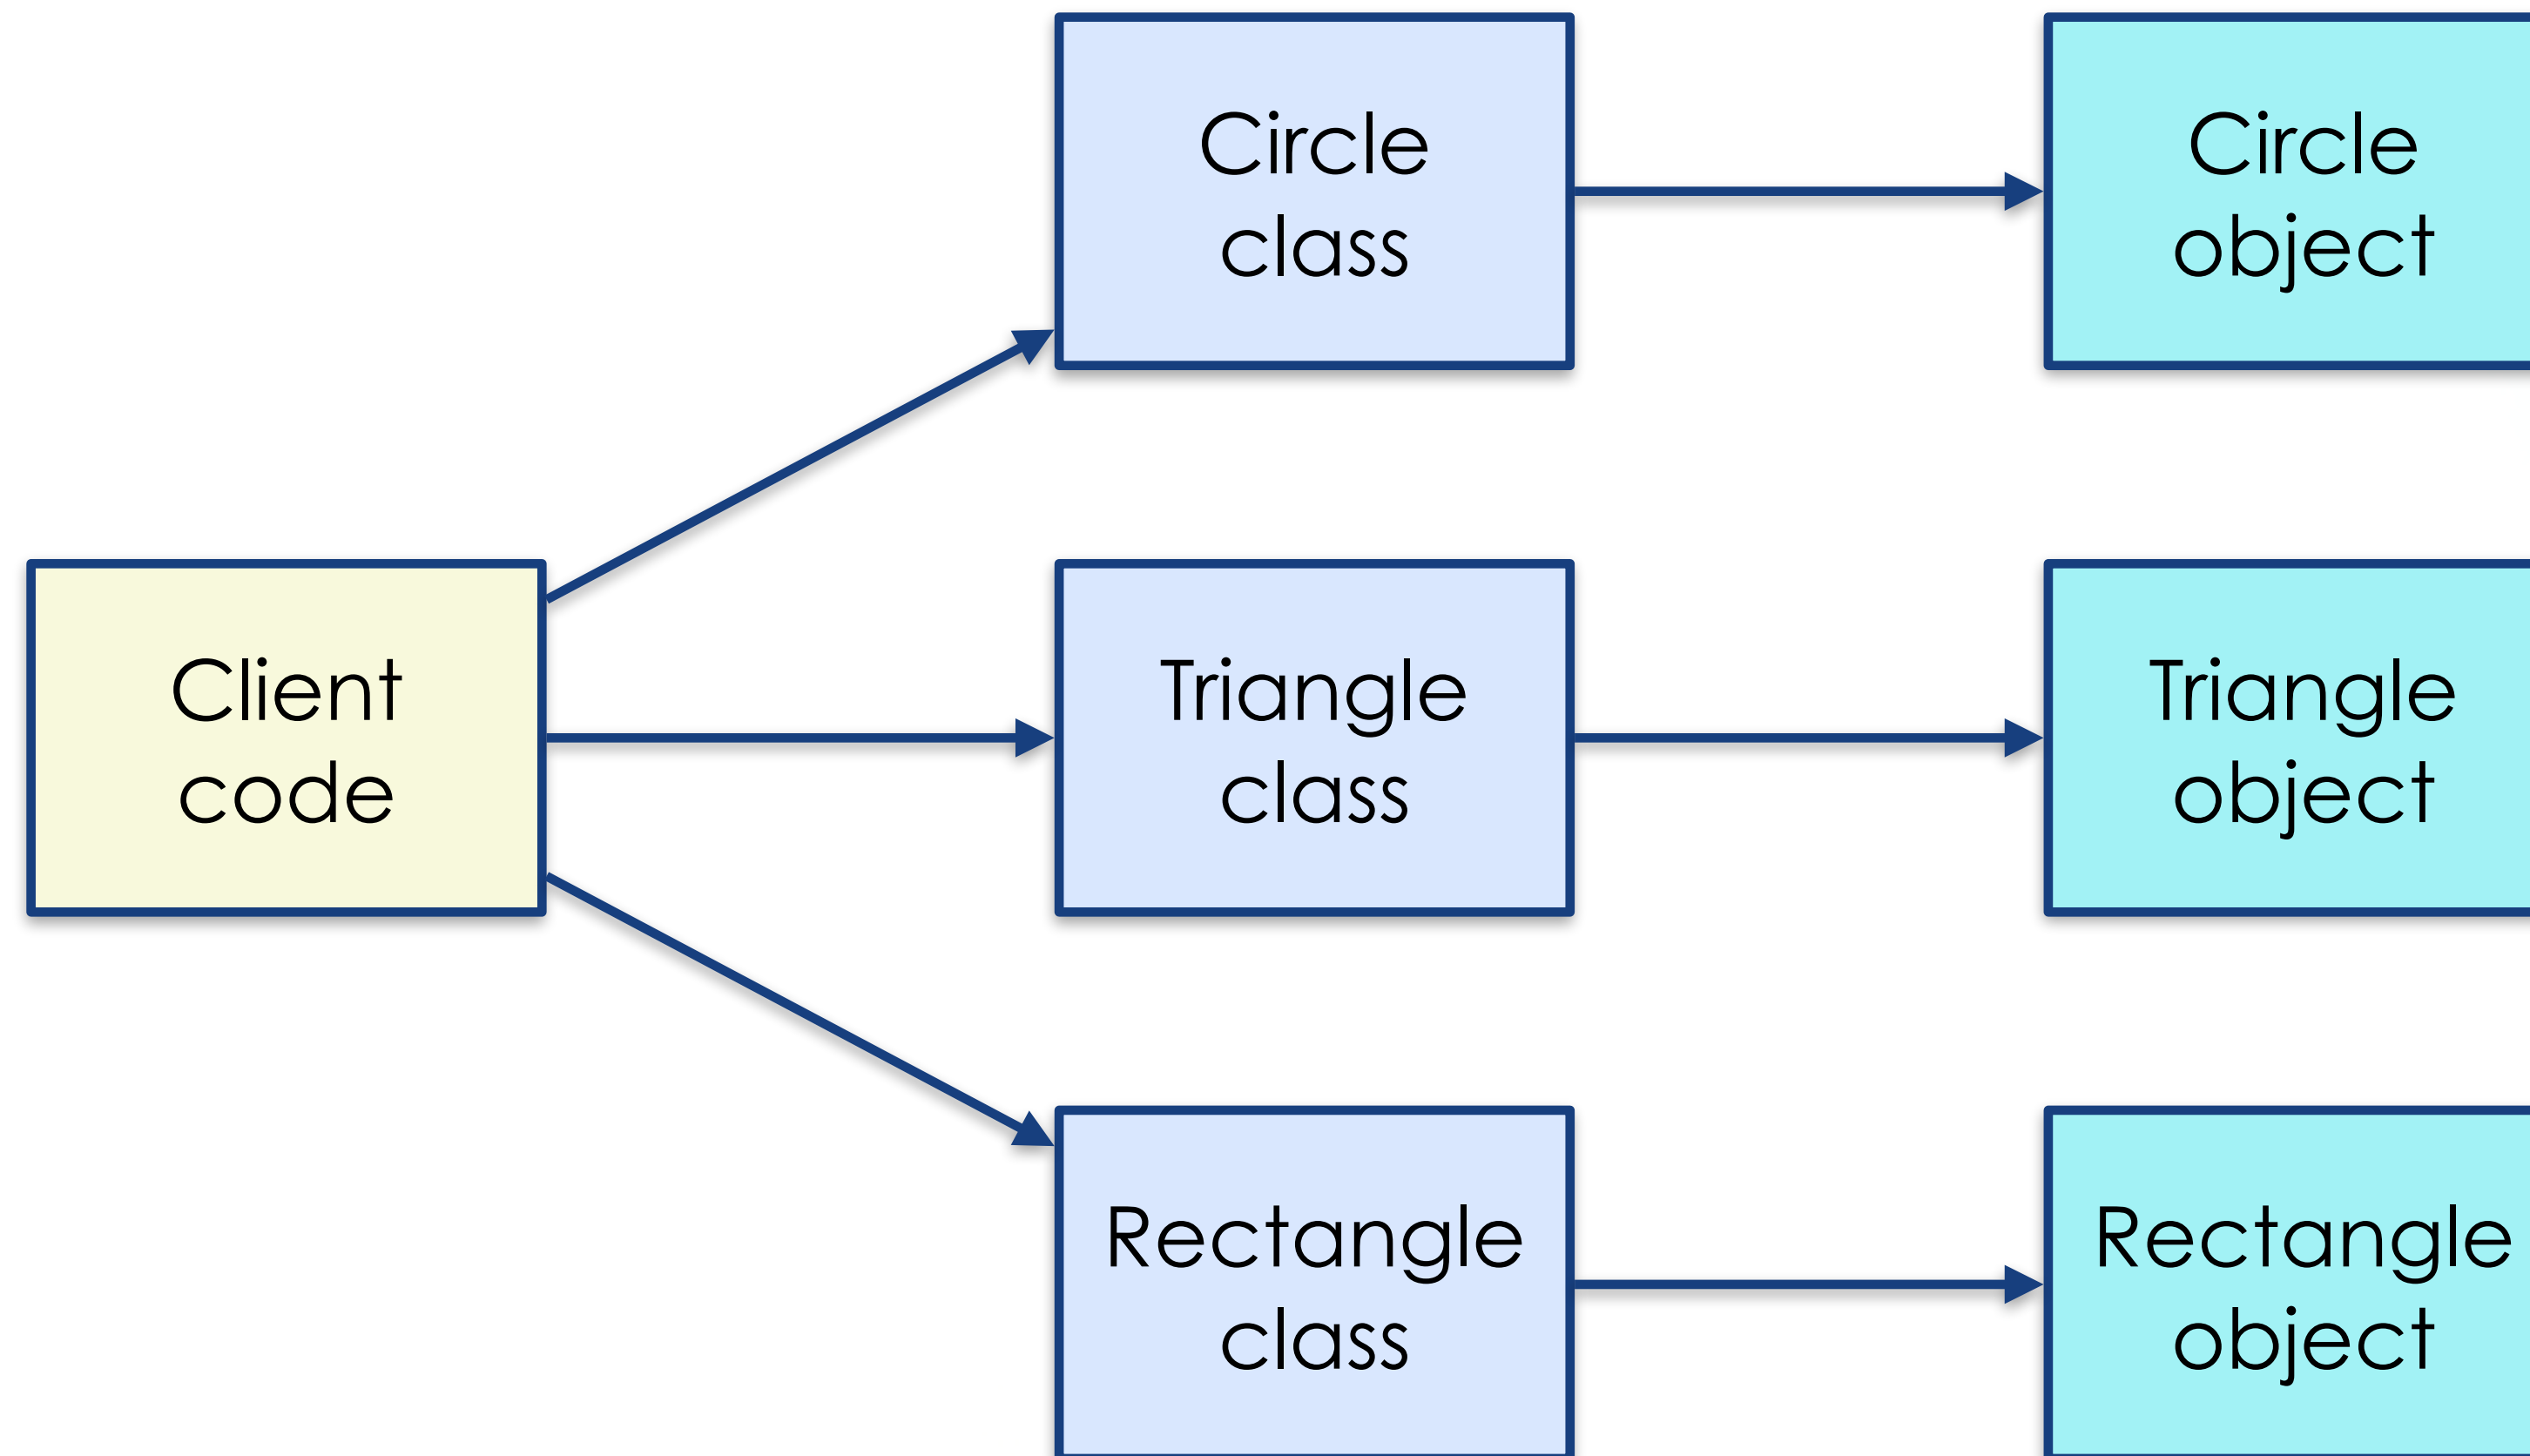 Circle
class
Circle
object
Client
code
Triangle
class
Triangle
object
Rectangle
class
Rectangle
object